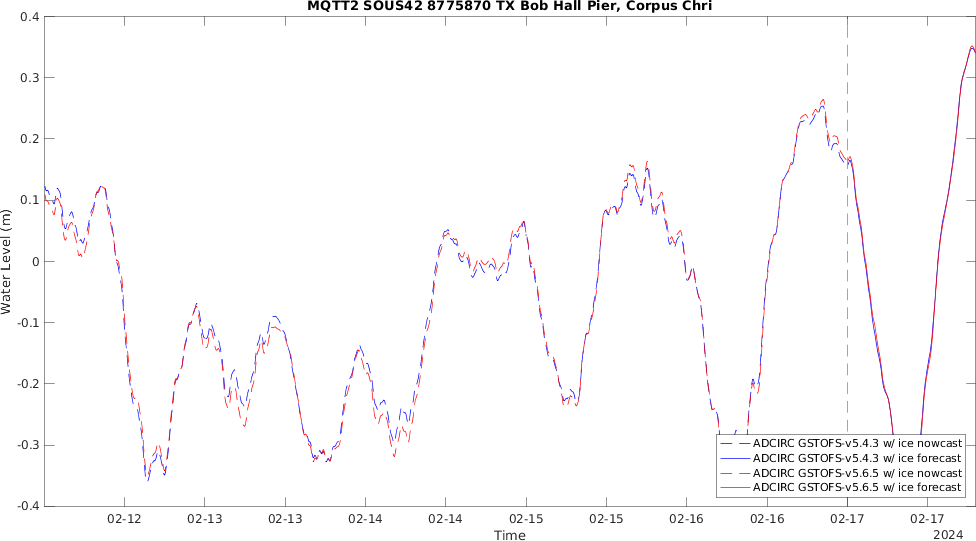 MQTT2 SOUS42 8775870 TX Bob Hall Pier, Corpus Chri
0.4
0.3
0.2
0.1
0
-0.1
-0.2
-0.3
-0.4
Water Level (m)
ADCIRC GSTOFS-v5.4.3 w/ ice nowcast
ADCIRC GSTOFS-v5.4.3 w/ ice forecast
ADCIRC GSTOFS-v5.6.5 w/ ice nowcast
ADCIRC GSTOFS-v5.6.5 w/ ice forecast
02-12 02-13 02-13 02-14 02-14 02-15 02-15 02-16 02-16 02-17 02-17
Time
2024